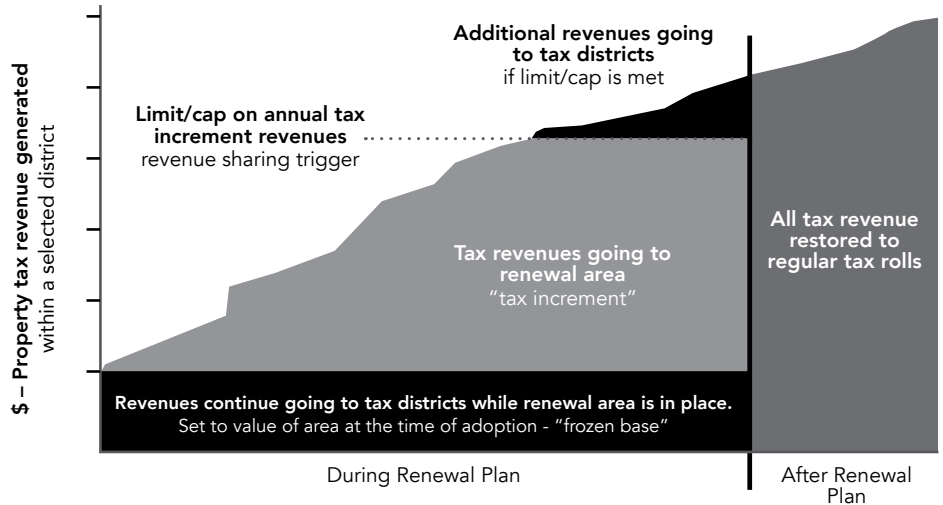 $ – Property tax revenue generated
within a selected district
Additional revenues going
to tax districts
if limit/cap is met
Limit/cap on annual tax
increment revenues
revenue sharing trigger
Tax revenues going to
renewal area
“tax increment”
All tax revenue
restored to
regular tax rolls
Revenues continue going to tax districts while renewal area is in place.
Set to value of area at the time of adoption - “frozen base”
During Renewal Plan
After Renewal
Plan